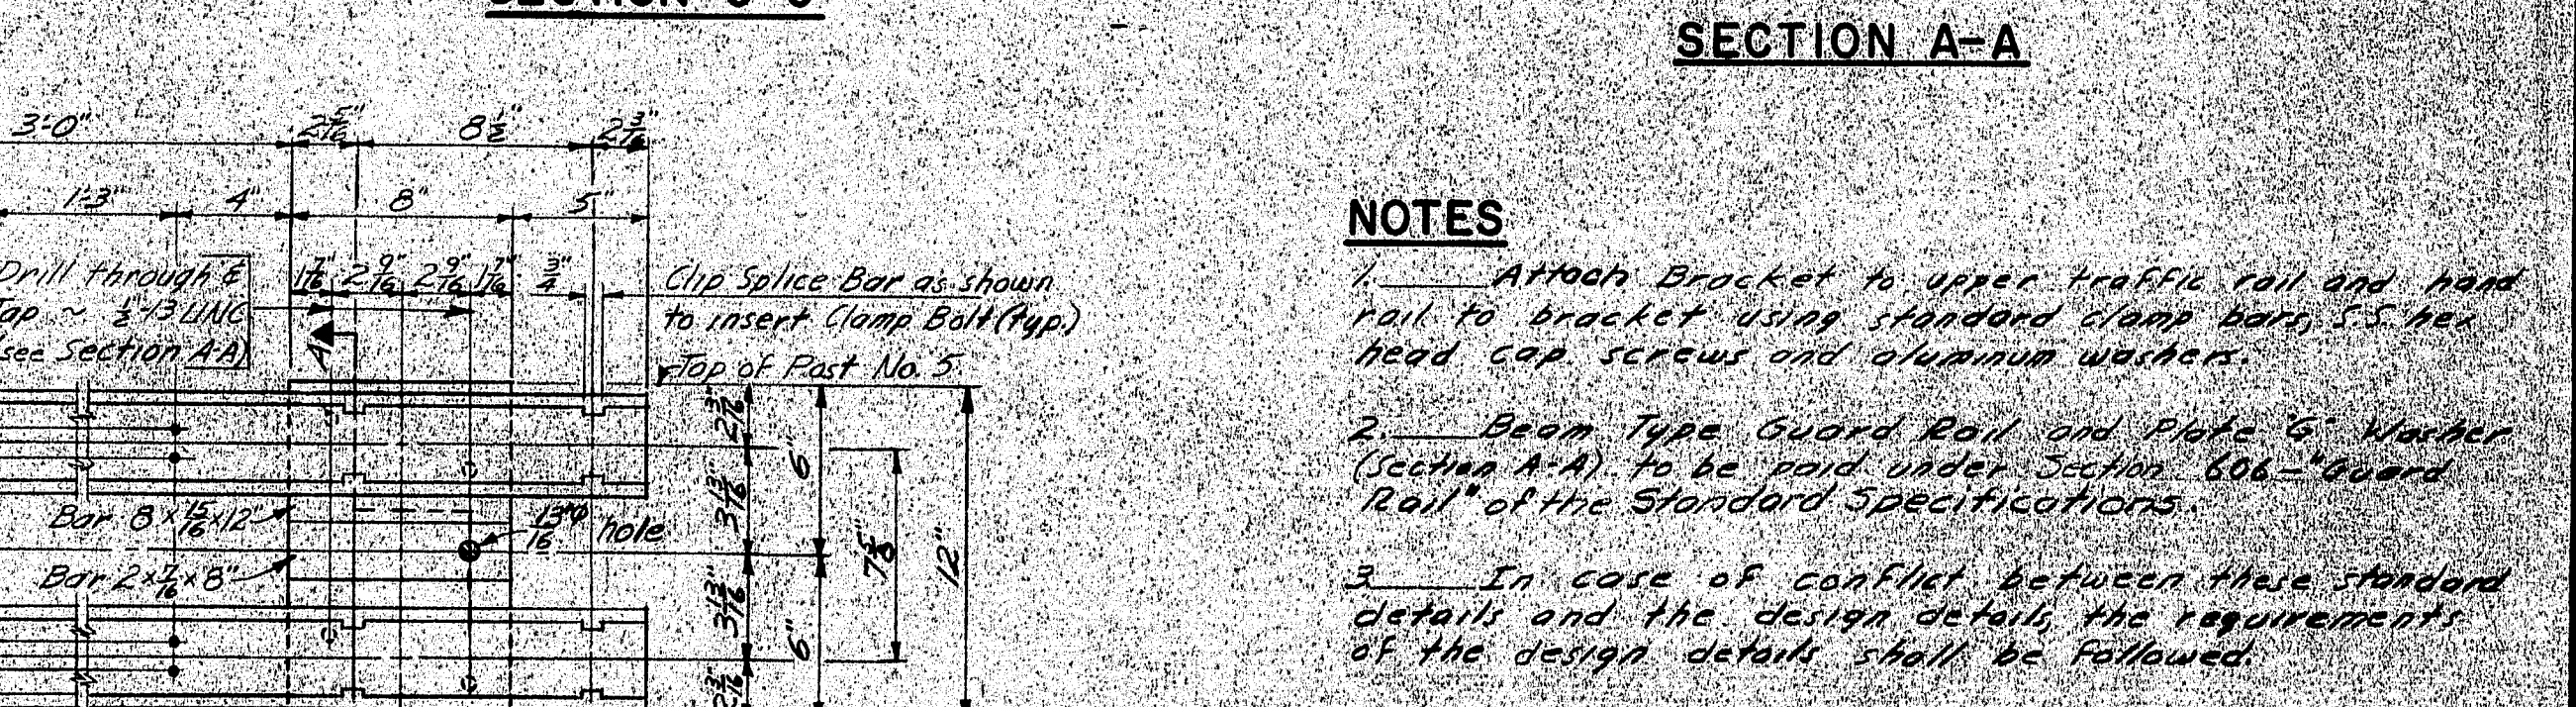 SECTION A-A
3'-0" 2 5/16" 8 1/2" 2 3/16"
1'-3" 4" 8" 5"
Drill through &
Tap ~ 1/2-13 UNC
(see Section A-A)
1 7/16" 2 9/16" 2 9/16" 1 7/16" 3/4"
Clip Splice Bar as shown
to insert Clamp Bolt (typ.)
A
Top of Post No. 5
2 3/16"
3 13/16"
6"
7 5/8"
12"
Bar 8 x 15/16 x 12"
13/16"ø hole
Bar 2 x 7/16 x 8"
3 13/16"
6"
2 3/16"
NOTES
1. Attach Bracket to upper traffic rail and hand
rail to bracket using standard clamp bars, S.S. hex
head cap screws and aluminum washers.
2. Beam Type Guard Rail and Plate "G" Washer
(Section A-A) to be paid under Section 606-"Guard
Rail" of the Standard Specifications.
3. In case of conflict between these standard
details and the design details, the requirements
of the design details shall be followed.